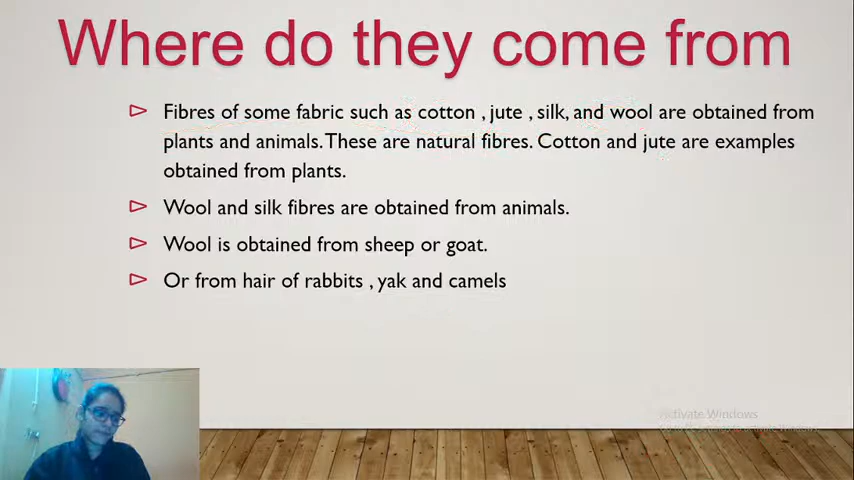 Where do they come from
Fibres of some fabric such as cotton , jute , silk, and wool are obtained from
plants and animals. These are natural fibres. Cotton and jute are examples
obtained from plants.
Wool and silk fibres are obtained from animals.
Wool is obtained from sheep or goat.
Or from hair of rabbits , yak and camels
Activate Windows